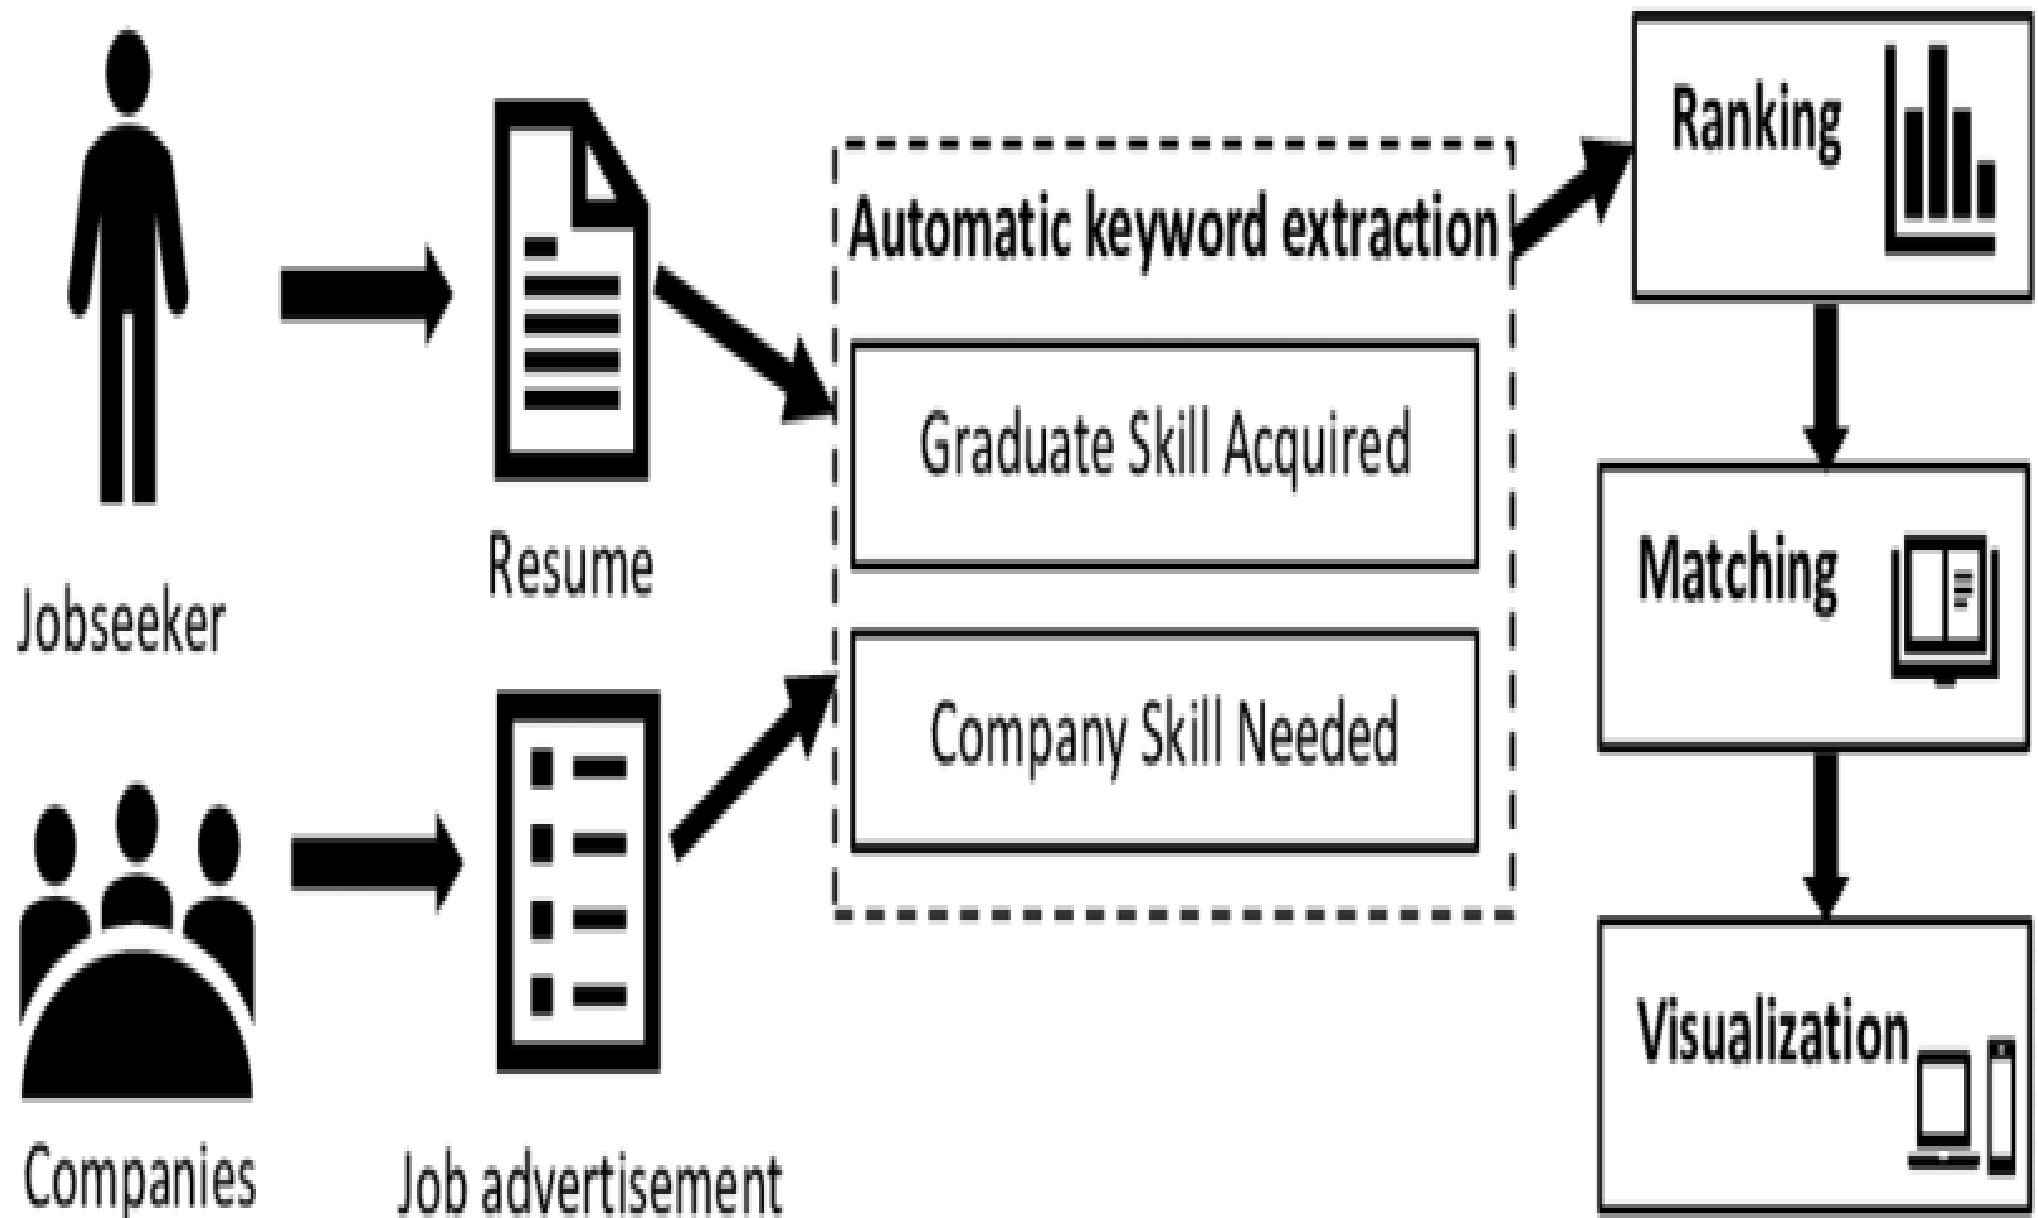 Jobseeker
Resume
Companies
Job advertisement
Automatic keyword extraction
Graduate Skill Acquired
Company Skill Needed
Ranking
Matching
Visualization